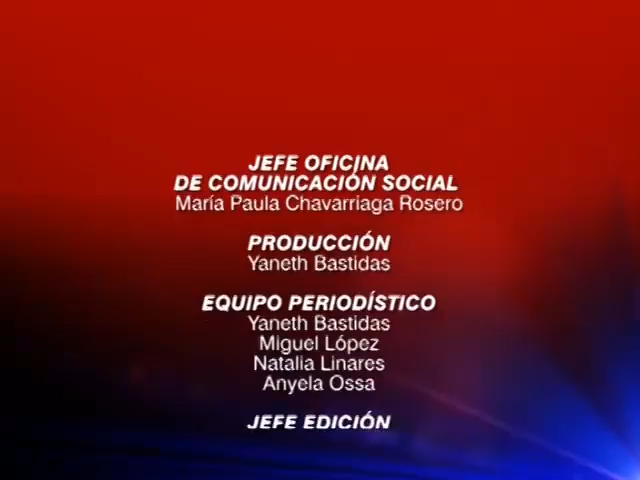 JEFE OFICINA
DE COMUNICACIÓN SOCIAL
María Paula Chavarriaga Rosero
PRODUCCIÓN
Yaneth Bastidas
EQUIPO PERIODÍSTICO
Yaneth Bastidas
Miguel López
Natalia Linares
Anyela Ossa
JEFE EDICIÓN